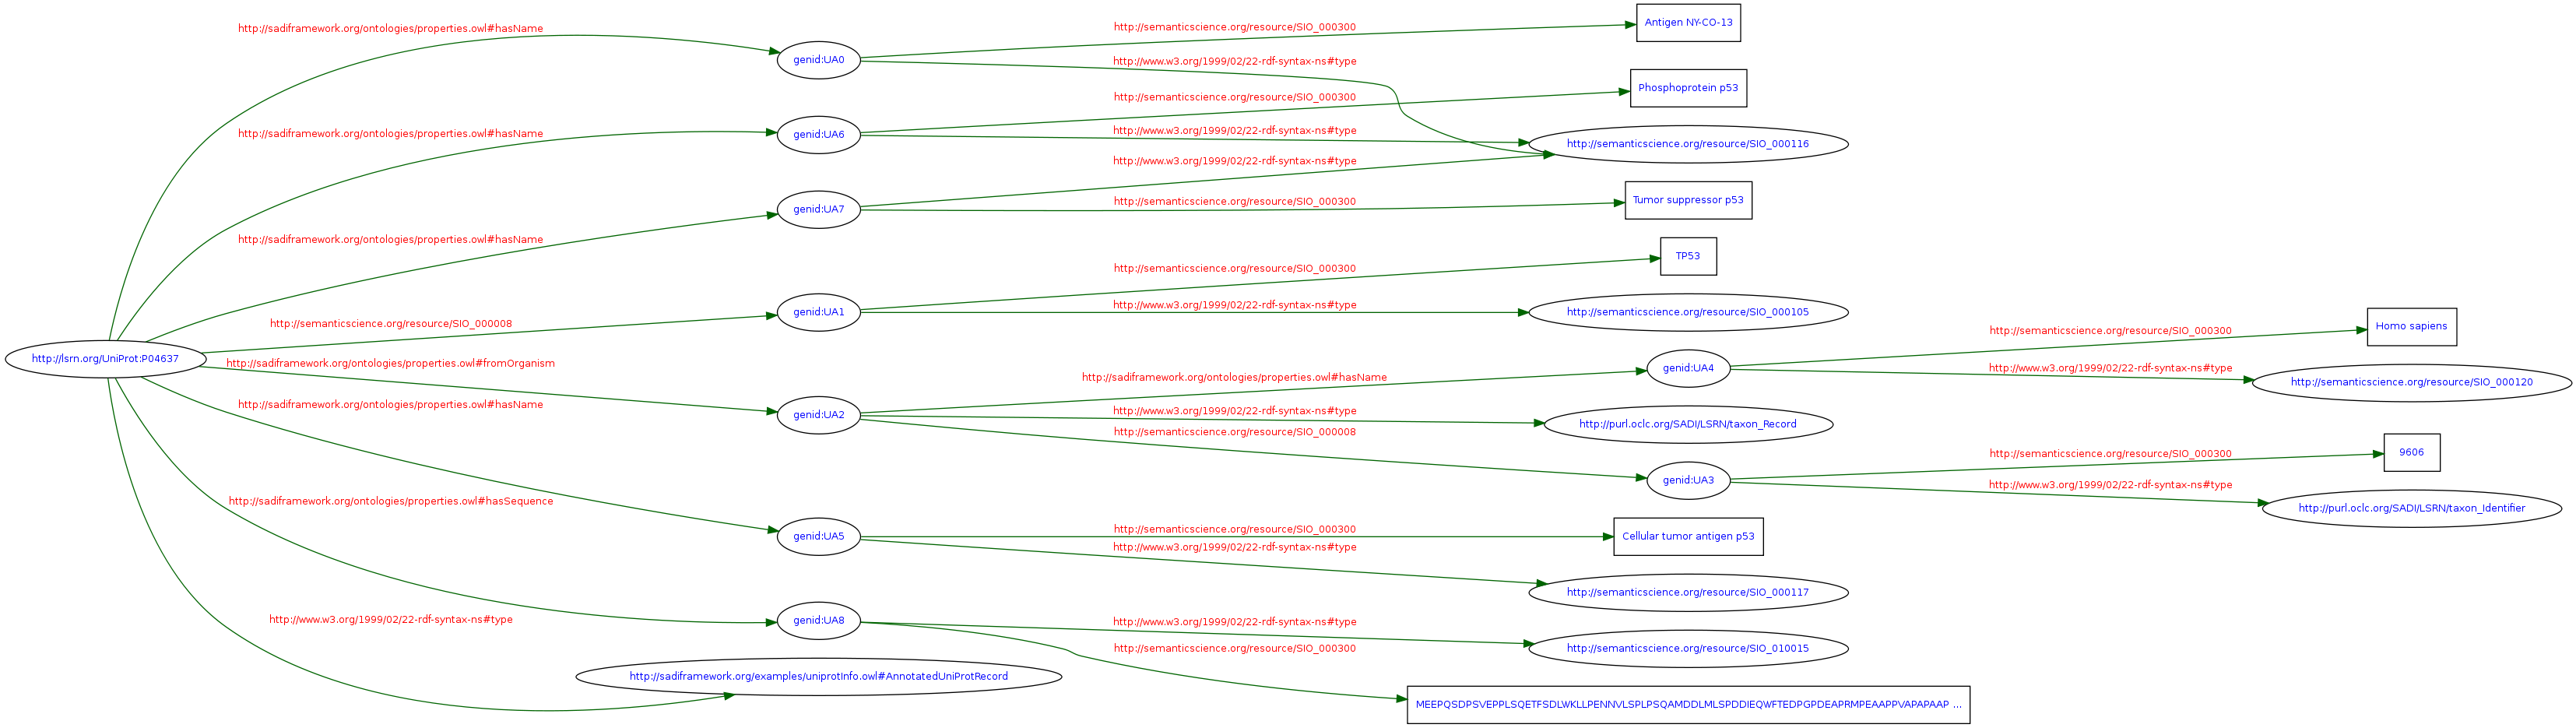 http://sadiframework.org/ontologies/properties.owl#hasName
http://semanticscience.org/resource/SIO_000300
Antigen NY-CO-13
genid:UA0
http://www.w3.org/1999/02/22-rdf-syntax-ns#type
http://semanticscience.org/resource/SIO_000300
Phosphoprotein p53
http://sadiframework.org/ontologies/properties.owl#hasName
genid:UA6
http://www.w3.org/1999/02/22-rdf-syntax-ns#type
http://semanticscience.org/resource/SIO_000116
http://www.w3.org/1999/02/22-rdf-syntax-ns#type
http://sadiframework.org/ontologies/properties.owl#hasName
genid:UA7
http://semanticscience.org/resource/SIO_000300
Tumor suppressor p53
http://semanticscience.org/resource/SIO_000300
TP53
http://semanticscience.org/resource/SIO_000008
genid:UA1
http://www.w3.org/1999/02/22-rdf-syntax-ns#type
http://semanticscience.org/resource/SIO_000105
http://semanticscience.org/resource/SIO_000300
Homo sapiens
http://lsrn.org/UniProt:P04637
http://sadiframework.org/ontologies/properties.owl#fromOrganism
http://sadiframework.org/ontologies/properties.owl#hasName
genid:UA4
http://www.w3.org/1999/02/22-rdf-syntax-ns#type
http://semanticscience.org/resource/SIO_000120
http://sadiframework.org/ontologies/properties.owl#hasName
genid:UA2
http://www.w3.org/1999/02/22-rdf-syntax-ns#type
http://purl.oclc.org/SADI/LSRN/taxon_Record
http://semanticscience.org/resource/SIO_000008
http://semanticscience.org/resource/SIO_000300
9606
genid:UA3
http://www.w3.org/1999/02/22-rdf-syntax-ns#type
http://purl.oclc.org/SADI/LSRN/taxon_Identifier
http://sadiframework.org/ontologies/properties.owl#hasSequence
genid:UA5
http://semanticscience.org/resource/SIO_000300
Cellular tumor antigen p53
http://www.w3.org/1999/02/22-rdf-syntax-ns#type
http://semanticscience.org/resource/SIO_000117
http://www.w3.org/1999/02/22-rdf-syntax-ns#type
genid:UA8
http://www.w3.org/1999/02/22-rdf-syntax-ns#type
http://semanticscience.org/resource/SIO_010015
http://semanticscience.org/resource/SIO_000300
http://sadiframework.org/examples/uniprotInfo.owl#AnnotatedUniProtRecord
MEEPQSDPSVEPPLSQETFSDLWKLLPENNVLSPLPSQAMDDLMLSPDDIEQWFTEDPGPDEAPRMPEAAPPVAPAPAAP ...